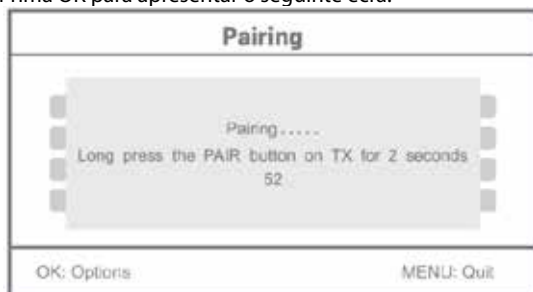 Prima OK para apresentar o seguinte ecrã:
Pairing
Pairing.....
Long press the PAIR button on TX for 2 seconds
52
OK: Options
MENU: Quit